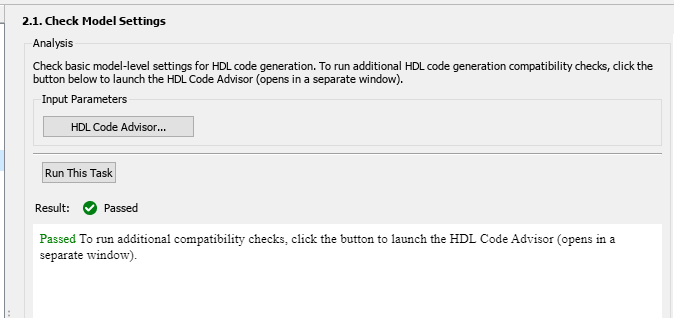 2.1. Check Model Settings
Analysis
Check basic model-level settings for HDL code generation. To run additional HDL code generation compatibility checks, click the
button below to launch the HDL Code Advisor (opens in a separate window).
Input Parameters
HDL Code Advisor...
Run This Task
Result: Passed
Passed To run additional compatibility checks, click the button to launch the HDL Code Advisor (opens in a
separate window).